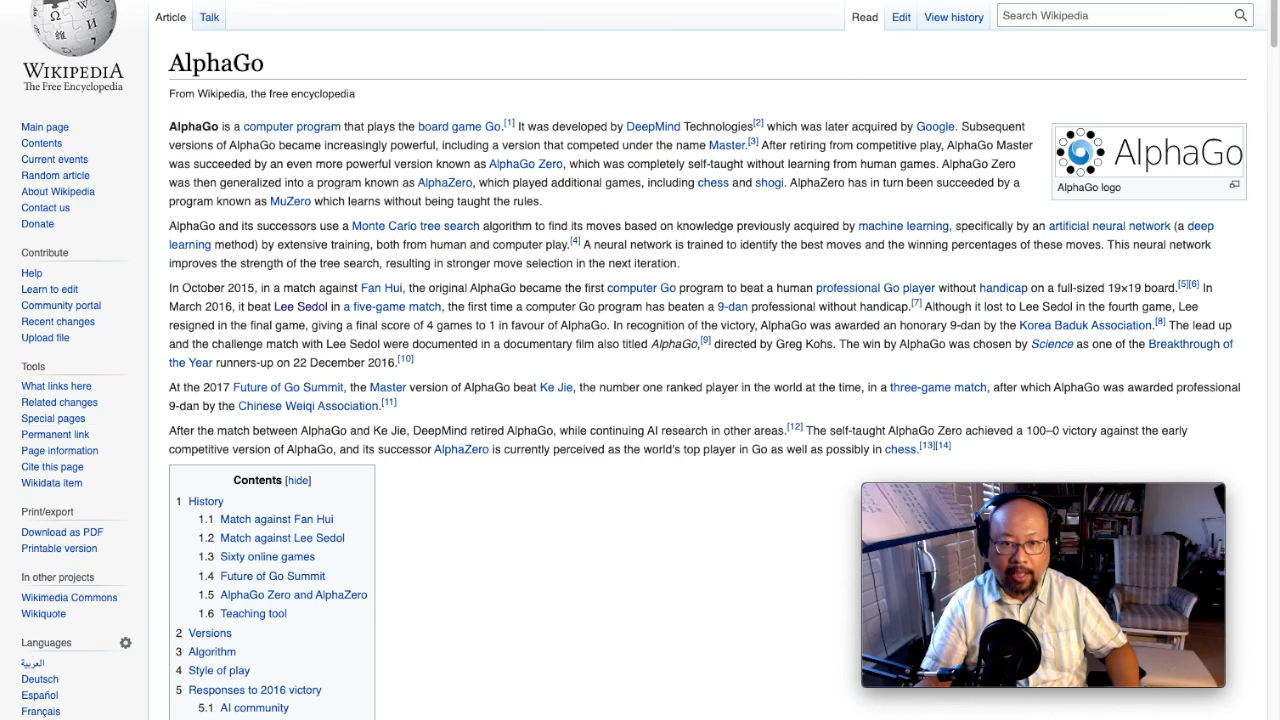 Article
Talk
Read
Edit
View history
Search Wikipedia
WIKIPEDIA
The Free Encyclopedia
Main page
Contents
Current events
Random article
About Wikipedia
Contact us
Donate
Contribute
Help
Learn to edit
Community portal
Recent changes
Upload file
Tools
What links here
Related changes
Special pages
Permanent link
Page information
Cite this page
Wikidata item
Print/export
Download as PDF
Printable version
In other projects
Wikimedia Commons
Wikiquote
Languages
العربية
Deutsch
Español
Français
AlphaGo
From Wikipedia, the free encyclopedia
AlphaGo is a computer program that plays the board game Go.[1] It was developed by DeepMind Technologies[2] which was later acquired by Google. Subsequent
versions of AlphaGo became increasingly powerful, including a version that competed under the name Master.[3] After retiring from competitive play, AlphaGo Master
was succeeded by an even more powerful version known as AlphaGo Zero, which was completely self-taught without learning from human games. AlphaGo Zero
was then generalized into a program known as AlphaZero, which played additional games, including chess and shogi. AlphaZero has in turn been succeeded by a
program known as MuZero which learns without being taught the rules.
AlphaGo
AlphaGo logo
AlphaGo and its successors use a Monte Carlo tree search algorithm to find its moves based on knowledge previously acquired by machine learning, specifically by an artificial neural network (a deep
learning method) by extensive training, both from human and computer play.[4] A neural network is trained to identify the best moves and the winning percentages of these moves. This neural network
improves the strength of the tree search, resulting in stronger move selection in the next iteration.
In October 2015, in a match against Fan Hui, the original AlphaGo became the first computer Go program to beat a human professional Go player without handicap on a full-sized 19×19 board.[5][6] In
March 2016, it beat Lee Sedol in a five-game match, the first time a computer Go program has beaten a 9-dan professional without handicap.[7] Although it lost to Lee Sedol in the fourth game, Lee
resigned in the final game, giving a final score of 4 games to 1 in favour of AlphaGo. In recognition of the victory, AlphaGo was awarded an honorary 9-dan by the Korea Baduk Association.[8] The lead up
and the challenge match with Lee Sedol were documented in a documentary film also titled AlphaGo,[9] directed by Greg Kohs. The win by AlphaGo was chosen by Science as one of the Breakthrough of
the Year runners-up on 22 December 2016.[10]
At the 2017 Future of Go Summit, the Master version of AlphaGo beat Ke Jie, the number one ranked player in the world at the time, in a three-game match, after which AlphaGo was awarded professional
9-dan by the Chinese Weiqi Association.[11]
After the match between AlphaGo and Ke Jie, DeepMind retired AlphaGo, while continuing AI research in other areas.[12] The self-taught AlphaGo Zero achieved a 100–0 victory against the early
competitive version of AlphaGo, and its successor AlphaZero is currently perceived as the world's top player in Go as well as possibly in chess.[13][14]
Contents [hide]
1 History
1.1 Match against Fan Hui
1.2 Match against Lee Sedol
1.3 Sixty online games
1.4 Future of Go Summit
1.5 AlphaGo Zero and AlphaZero
1.6 Teaching tool
2 Versions
3 Algorithm
4 Style of play
5 Responses to 2016 victory
5.1 AI community